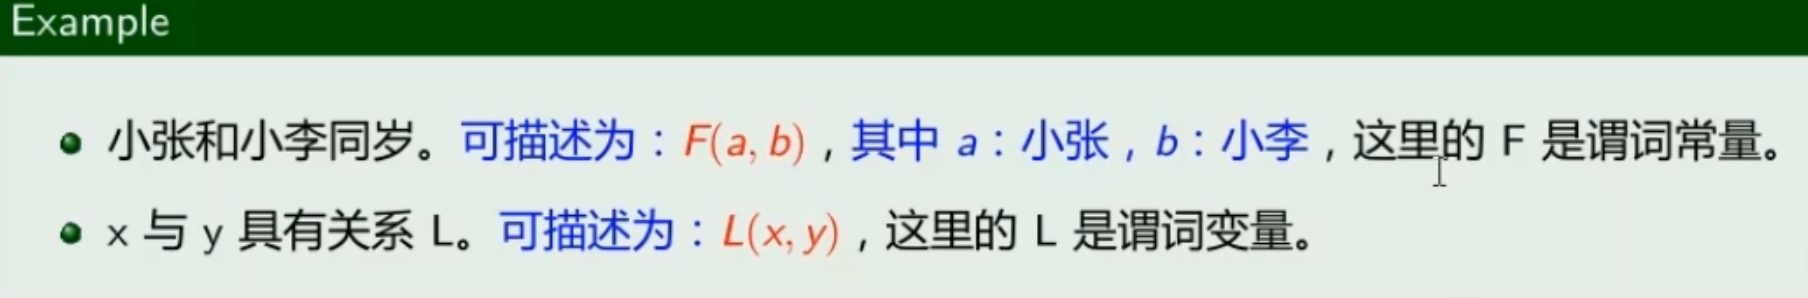 Example
小张和小李同岁。可描述为：F(a, b)，其中 a：小张，b：小李，这里的 F 是谓词常量。
x 与 y 具有关系 L。可描述为：L(x, y)，这里的 L 是谓词变量。